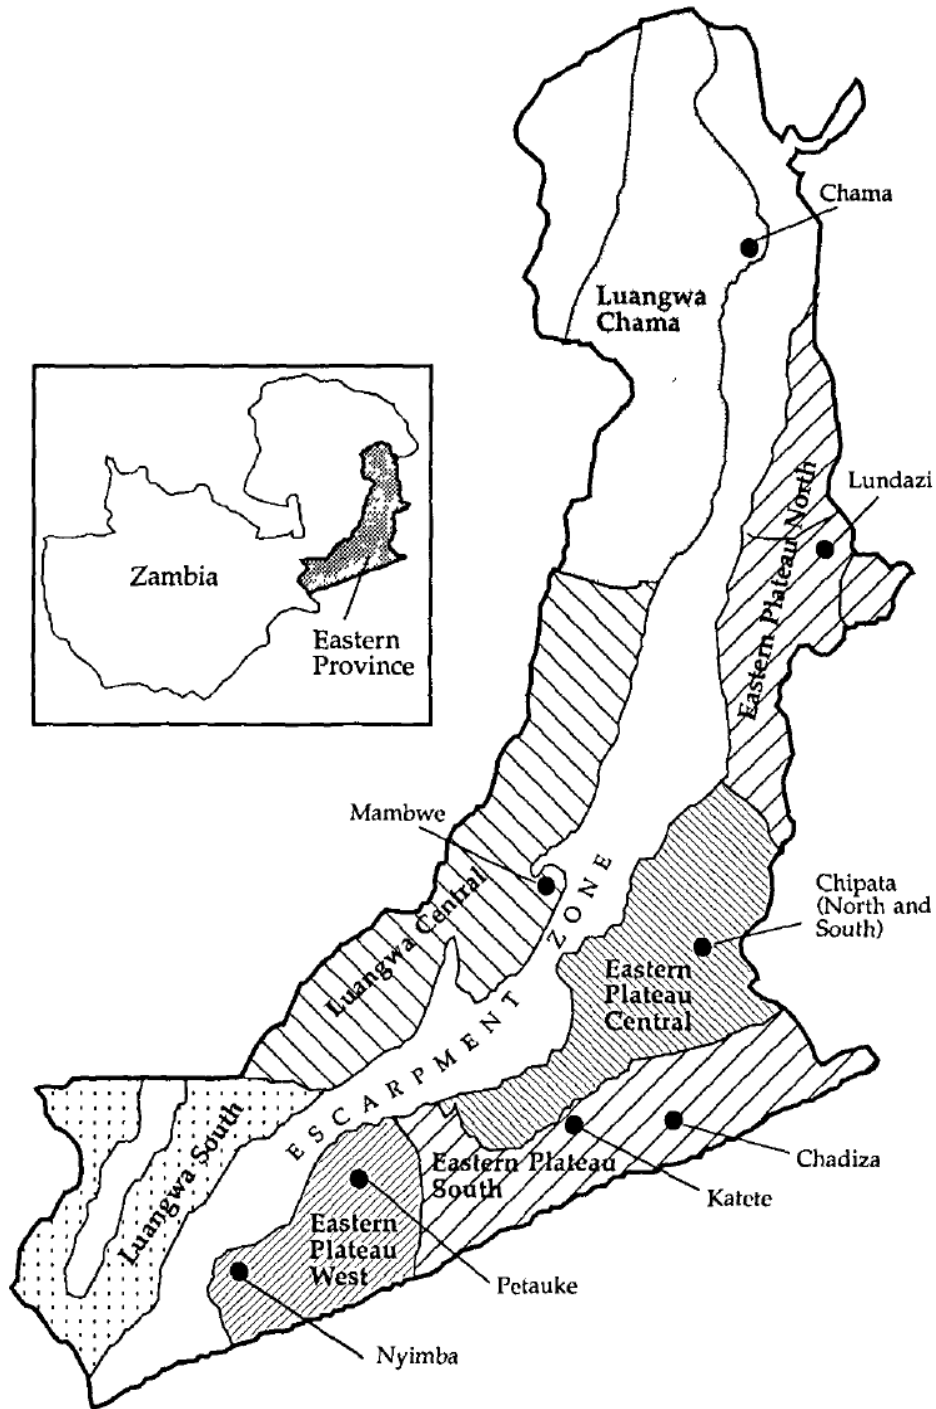 Chama
Luangwa
Chama
Lundazi
Eastern Plateau North
Zambia
Eastern
Province
Mambwe
Luangwa Central
Chipata
(North and
South)
Eastern
Plateau
Central
ESCARPMENT ZONE
Luangwa South
Eastern Plateau
South
Chadiza
Katete
Eastern
Plateau
West
Petauke
Nyimba